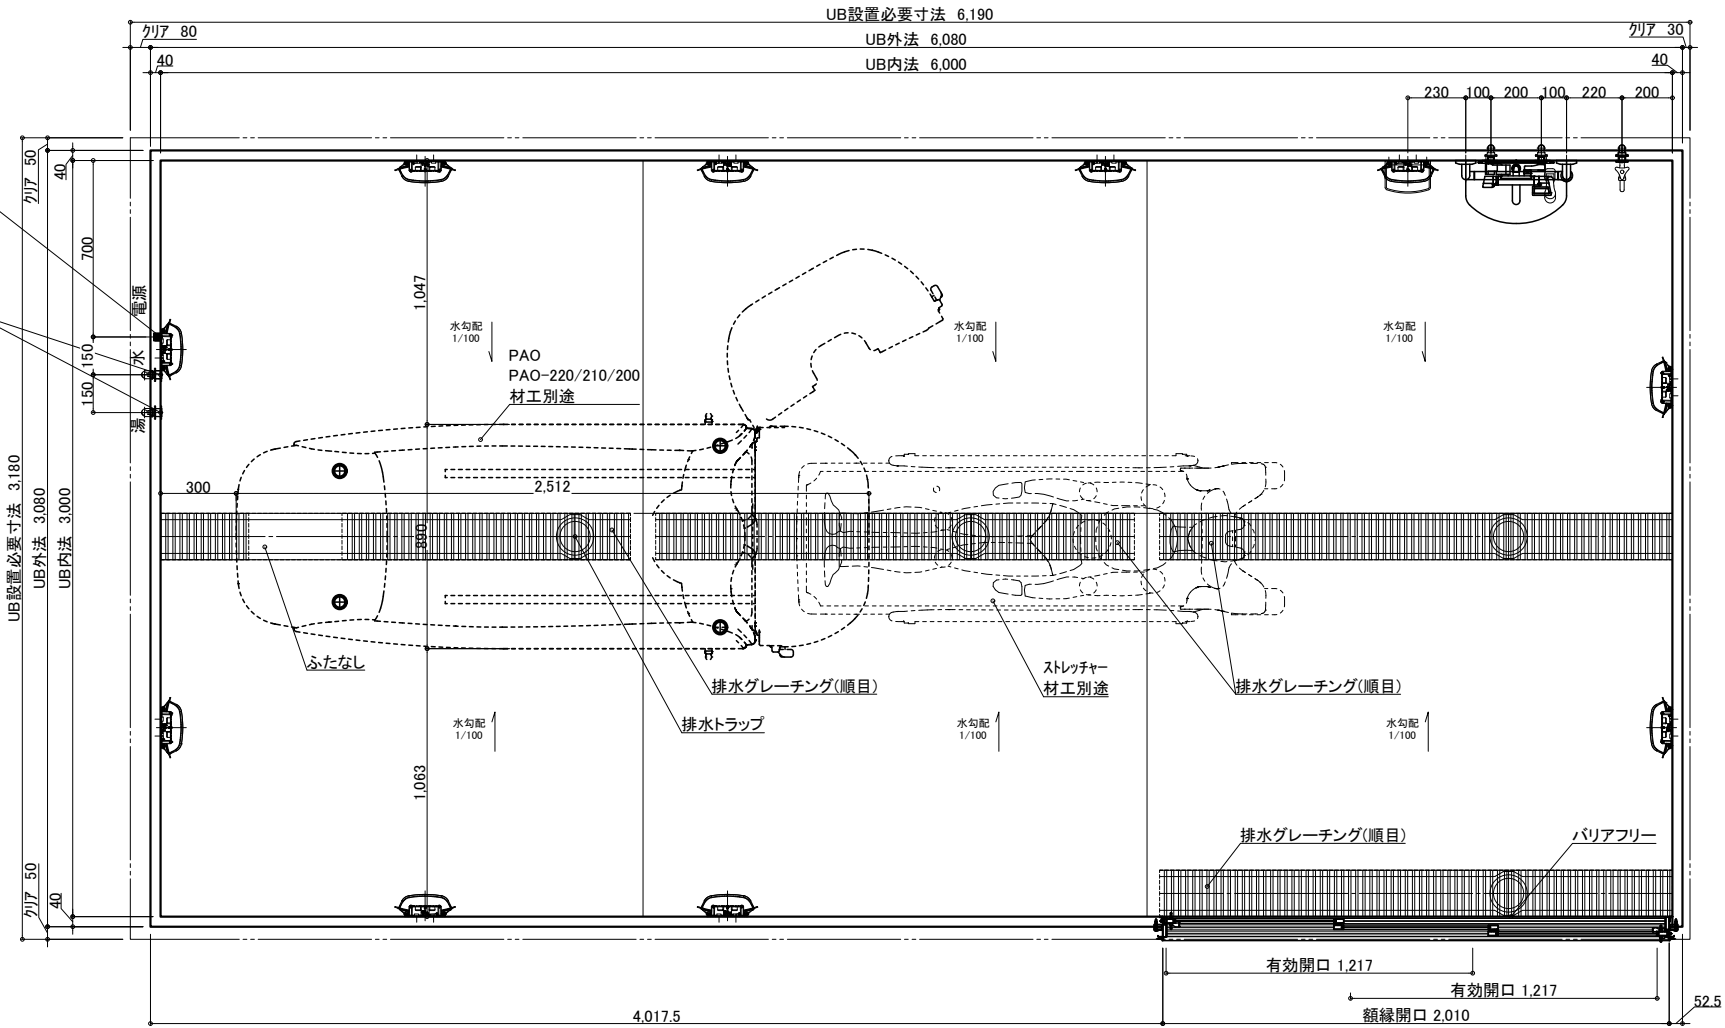 UB設置必要寸法 6,190
クリア 80
クリア 30
UB外法 6,080
40
UB内法 6,000
40
230
100
200
100
220
200
クリア 50
40
700
電源
150
水
150
湯
UB設置必要寸法 3,180
UB外法 3,080
UB内法 3,000
1,047
水勾配
1/100
水勾配
1/100
水勾配
1/100
PAO
PAO-220/210/200
材工別途
300
2,512
890
ふたなし
排水グレーチング(順目)
排水トラップ
ストレッチャー
材工別途
排水グレーチング(順目)
水勾配
1/100
水勾配
1/100
水勾配
1/100
1,063
排水グレーチング(順目)
バリアフリー
クリア 50
40
有効開口 1,217
有効開口 1,217
4,017.5
額縁開口 2,010
52.5